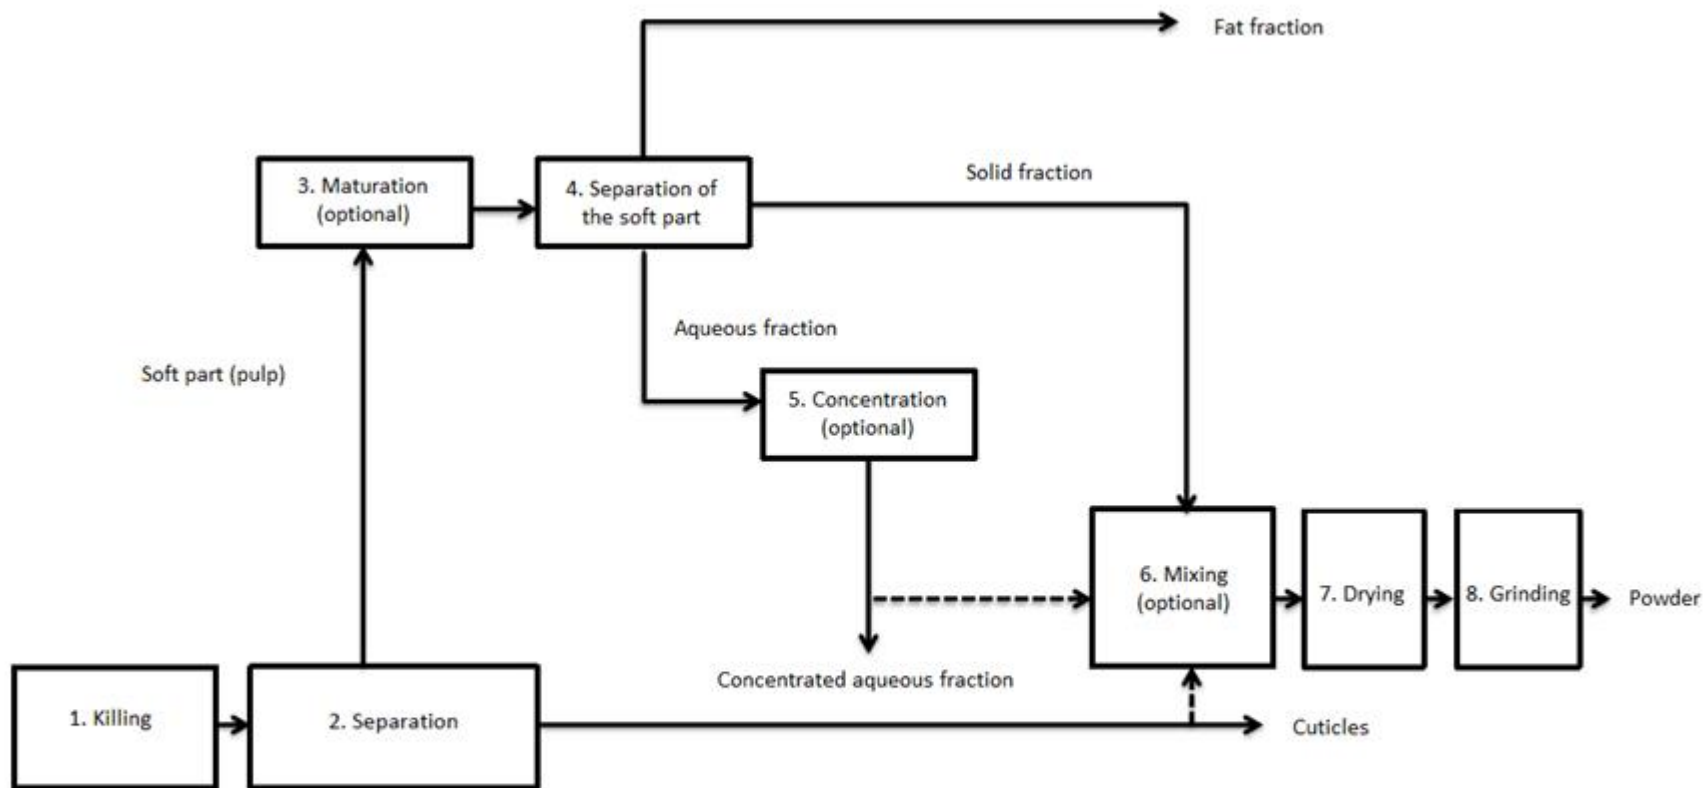 Fat fraction
3. Maturation
(optional)
4. Separation of
the soft part
Solid fraction
Aqueous fraction
Soft part (pulp)
5. Concentration
(optional)
6. Mixing
(optional)
7. Drying
8. Grinding
Powder
Concentrated aqueous fraction
1. Killing
2. Separation
Cuticles